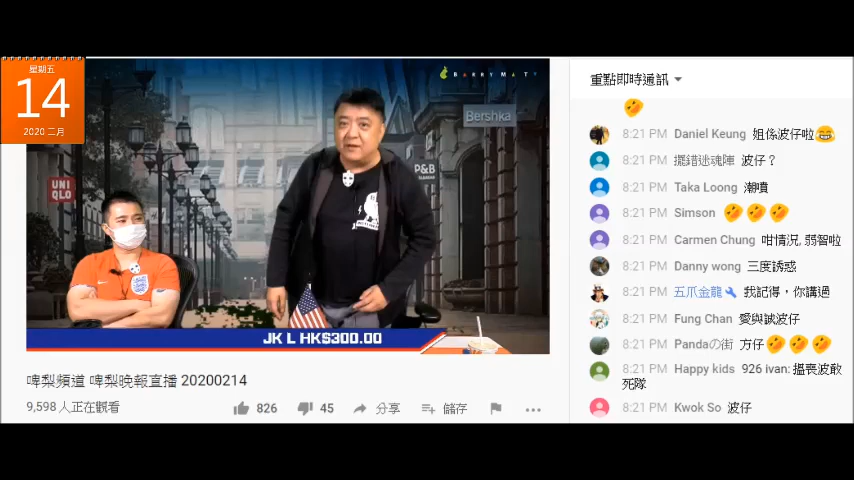 星期五
14
2020 二月
BARRYMATY
Bershka
P&B
UNI
QLO
JK L HK$300.00
啤梨頻道 啤梨晚報直播 20200214
9,598 人正在觀看
826
45
分享
儲存
重點即時通訊
8:21 PM Daniel Keung 姐係波仔啦😂
8:21 PM 擺錯迷魂陣 波仔？
8:21 PM Taka Loong 潮噴
8:21 PM Simson
8:21 PM Carmen Chung 咁情況, 弱智啦
8:21 PM Danny wong 三度誘惑
8:21 PM 五爪金龍 我記得，你講過
8:21 PM Fung Chan 愛與誠波仔
8:21 PM Pandaの街 方仔
8:21 PM Happy kids 926 ivan: 搵喪波敢
死隊
8:21 PM Kwok So 波仔